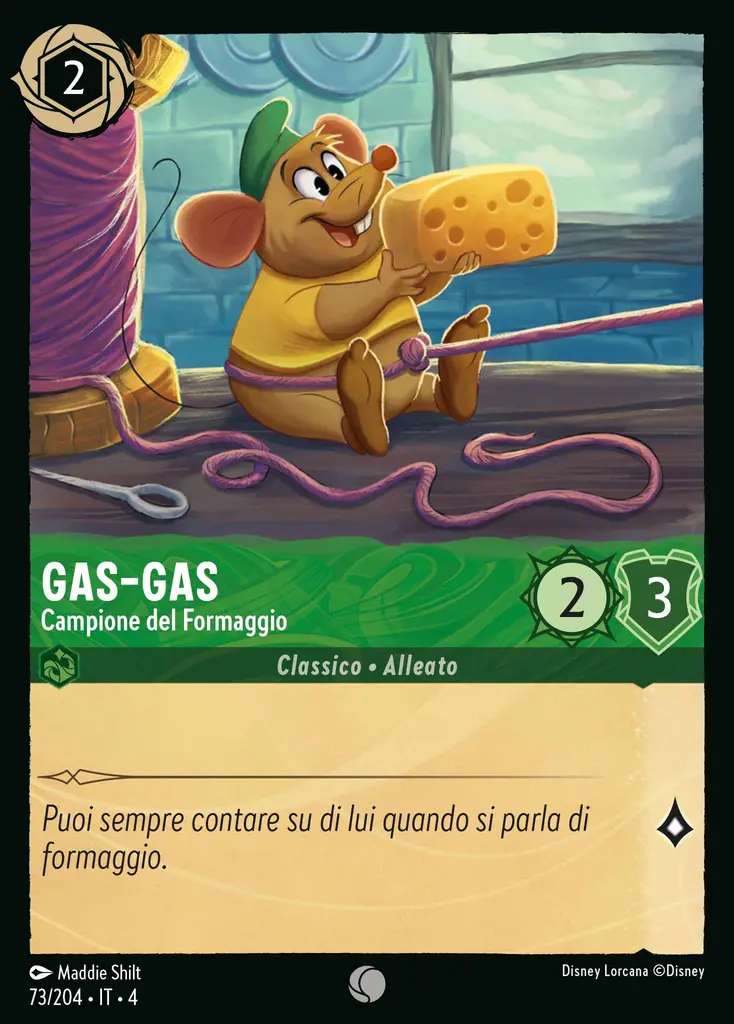 2
GAS-GAS
Campione del Formaggio
2
3
Classico • Alleato
Puoi sempre contare su di lui quando si parla di
formaggio.
Maddie Shilt
Disney Lorcana ©Disney
73/204 • IT • 4